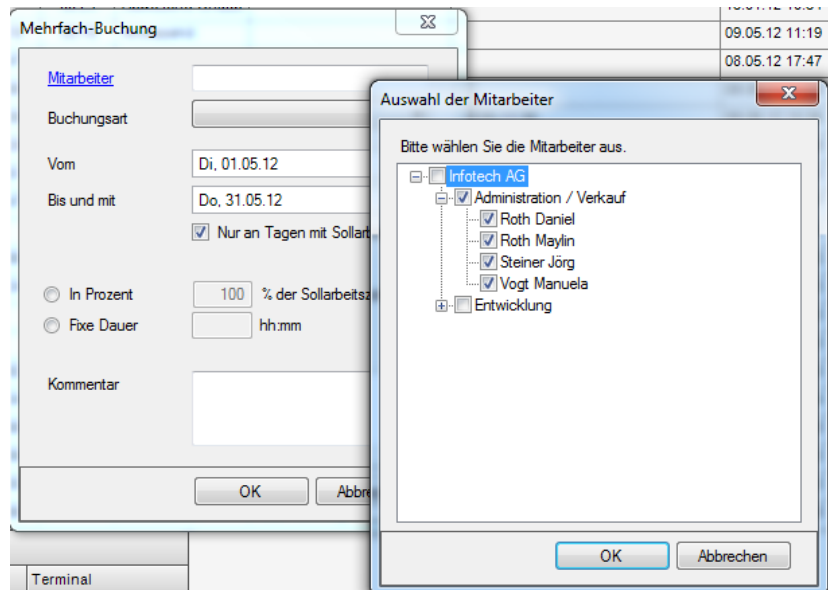 09.05.12 11:19
08.05.12 17:47
Mehrfach-Buchung
Mitarbeiter
Buchungsart
Vom
Di, 01.05.12
Bis und mit
Do, 31.05.12
Nur an Tagen mit
In Prozent
100 % der
Fixe Dauer
hh:mm
Kommentar
OK
Auswahl der Mitarbeiter
Bitte wählen Sie die Mitarbeiter aus.
Infotech AG
Administration / Verkauf
Roth Daniel
Roth Maylin
Steiner Jörg
Vogt Manuela
Entwicklung
OK Abbrechen
Terminal